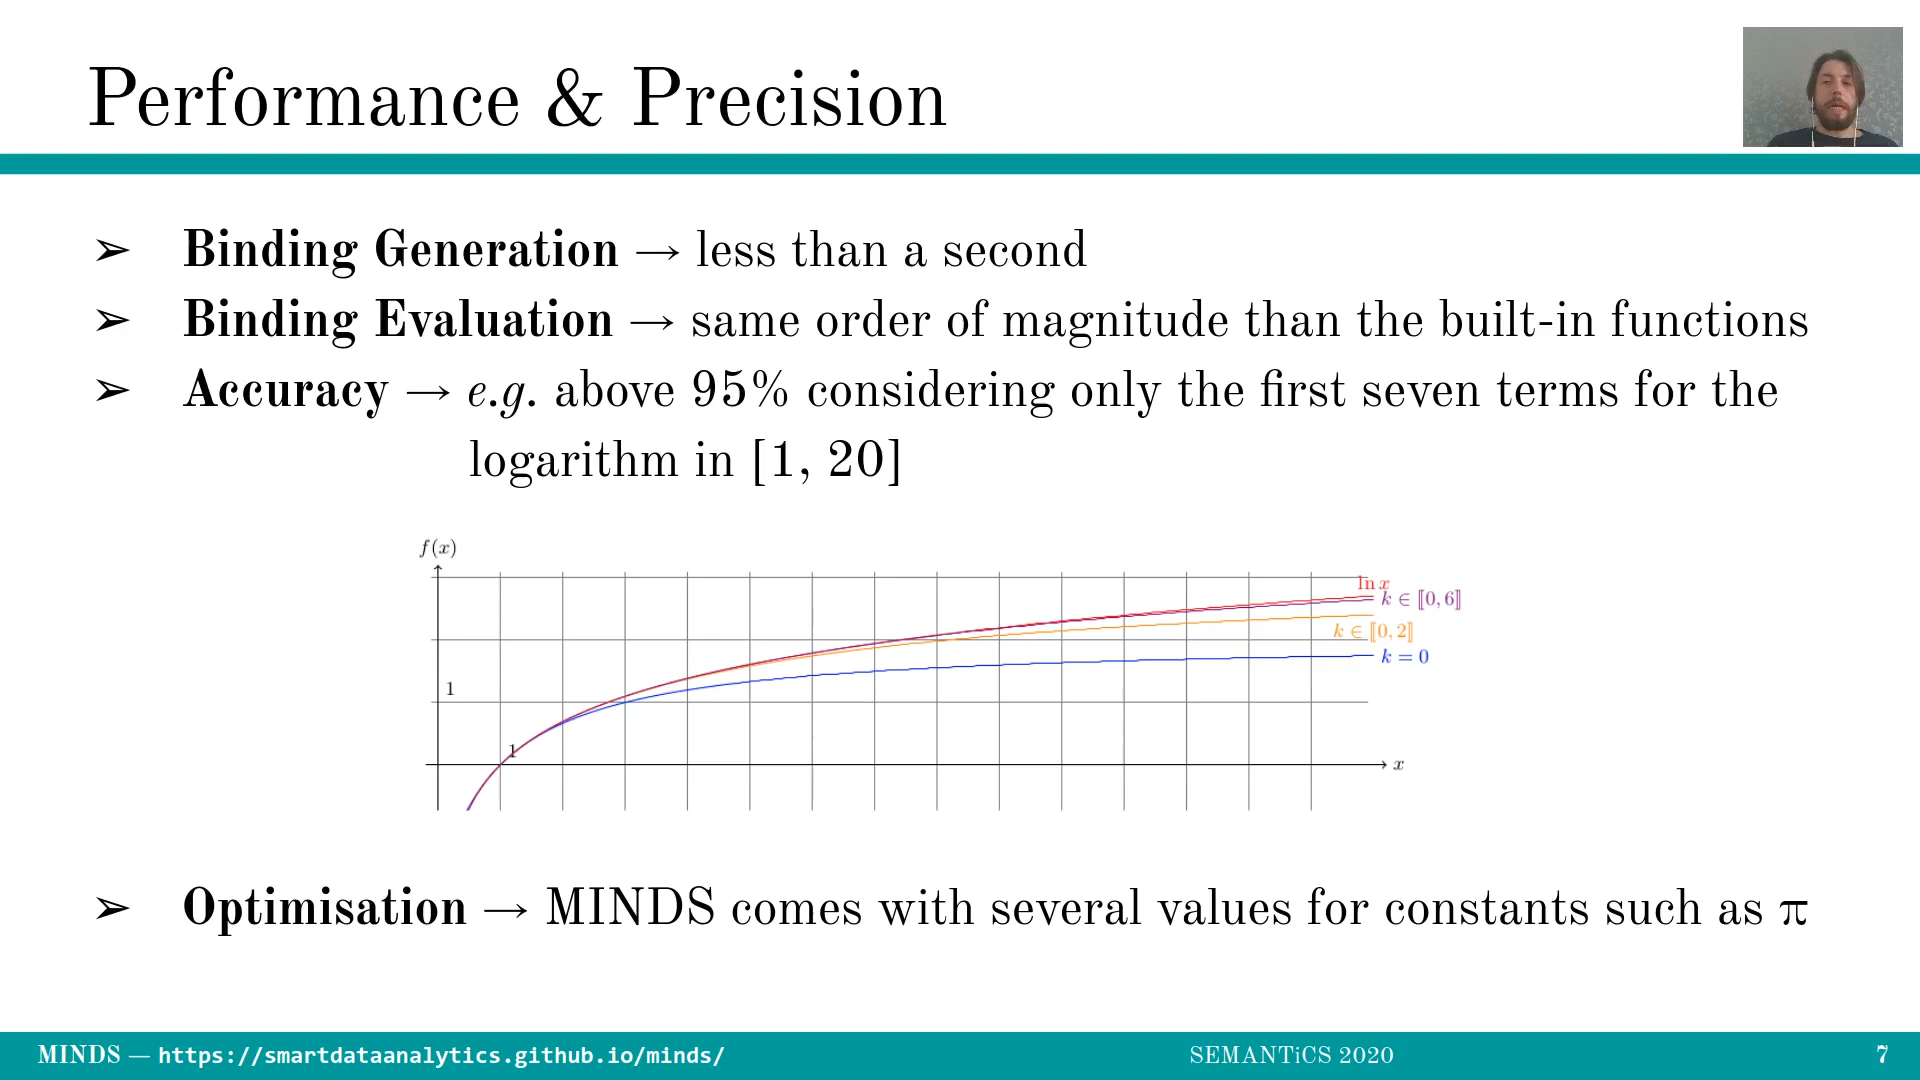 Performance & Precision
➢ Binding Generation → less than a second
➢ Binding Evaluation → same order of magnitude than the built-in functions
➢ Accuracy → e.g. above 95% considering only the first seven terms for the
logarithm in [1, 20]
f(x)
ln x
k ∈ ⟦0, 6⟧
k ∈ ⟦0, 2⟧
k = 0
1
1
x
➢ Optimisation → MINDS comes with several values for constants such as π
MINDS — https://smartdataanalytics.github.io/minds/ SEMANTiCS 2020 7